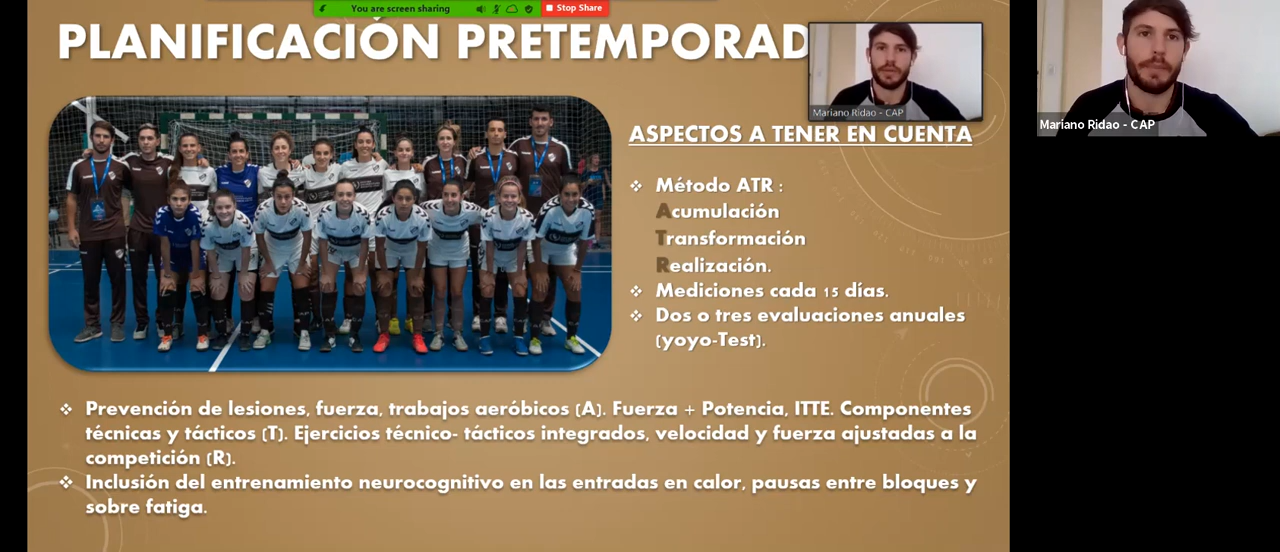 You are screen sharing
Stop Share
PLANIFICACIÓN PRETEMPORAD
Mariano Ridao - CAP
Mariano Ridao - CAP
ASPECTOS A TENER EN CUENTA
❖ Método ATR :
Acumulación
Transformación
Realización.
❖ Mediciones cada 15 días.
❖ Dos o tres evaluaciones anuales
(yoyo-Test).
❖ Prevención de lesiones, fuerza, trabajos aeróbicos (A). Fuerza + Potencia, ITTE. Componentes
técnicas y tácticos (T). Ejercicios técnico- tácticos integrados, velocidad y fuerza ajustadas a la
competición (R).
❖ Inclusión del entrenamiento neurocognitivo en las entradas en calor, pausas entre bloques y
sobre fatiga.